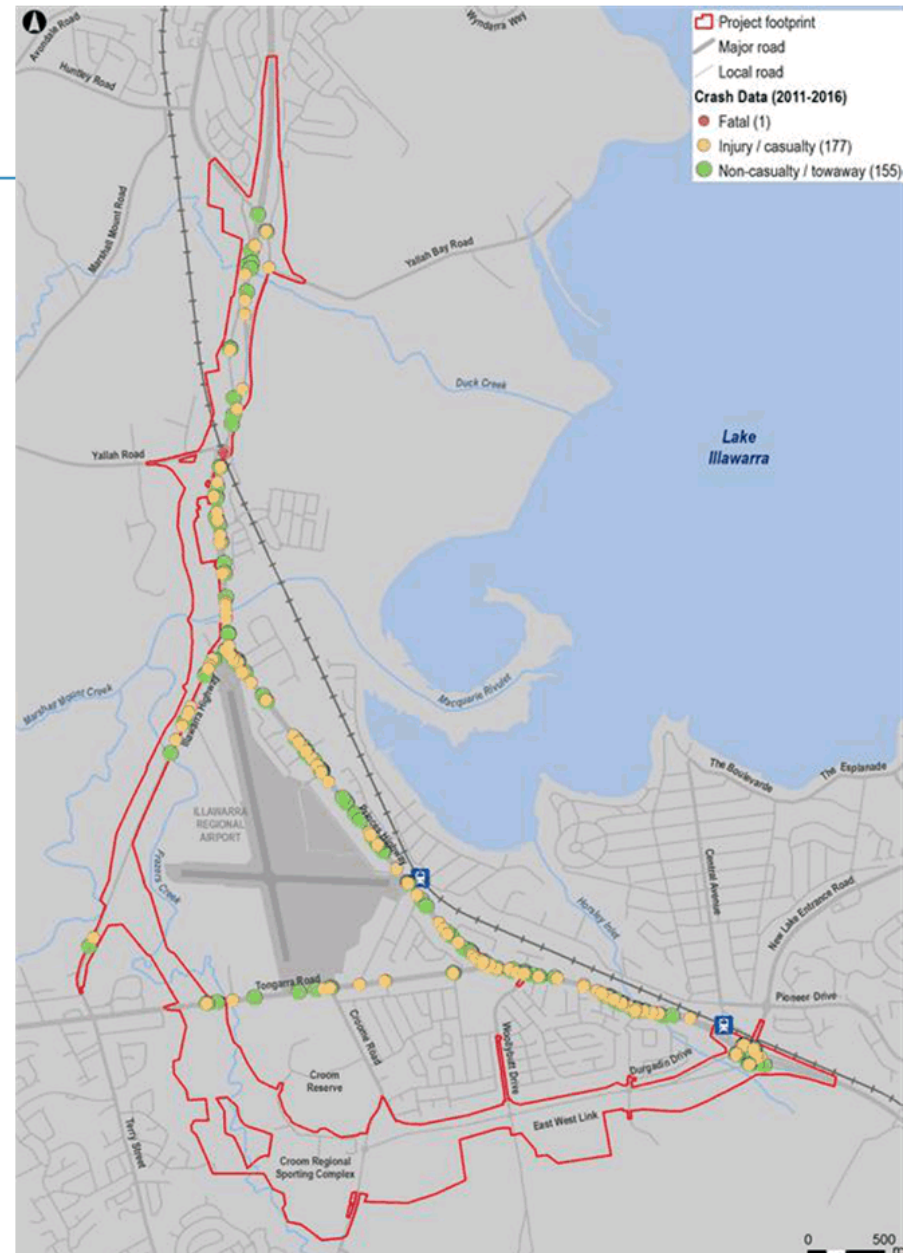 Wynderra Way
Avondale Road
Huntley Road
Project footprint
Major road
Local road
Crash Data (2011-2016)
Fatal (1)
Injury / casualty (177)
Non-casualty / towaway (155)
Marshall Mount Road
Yallah Bay Road
Duck Creek
Yallah Road
Lake
Illawarra
Marshall Mount Creek
Macquarie Rivulet
Illawarra Highway
ILLAWARRA
REGIONAL
AIRPORT
Princes Highway
The Boulevarde
The Esplanade
Frazers Creek
Central Avenue
New Lake Entrance Road
Horsley Inlet
Tongarra Road
Croome Road
Pioneer Drive
Woollybutt Drive
Durgadin Drive
Croom
Reserve
East West Link
Terry Street
Croom Regional
Sporting Complex
0 500
m